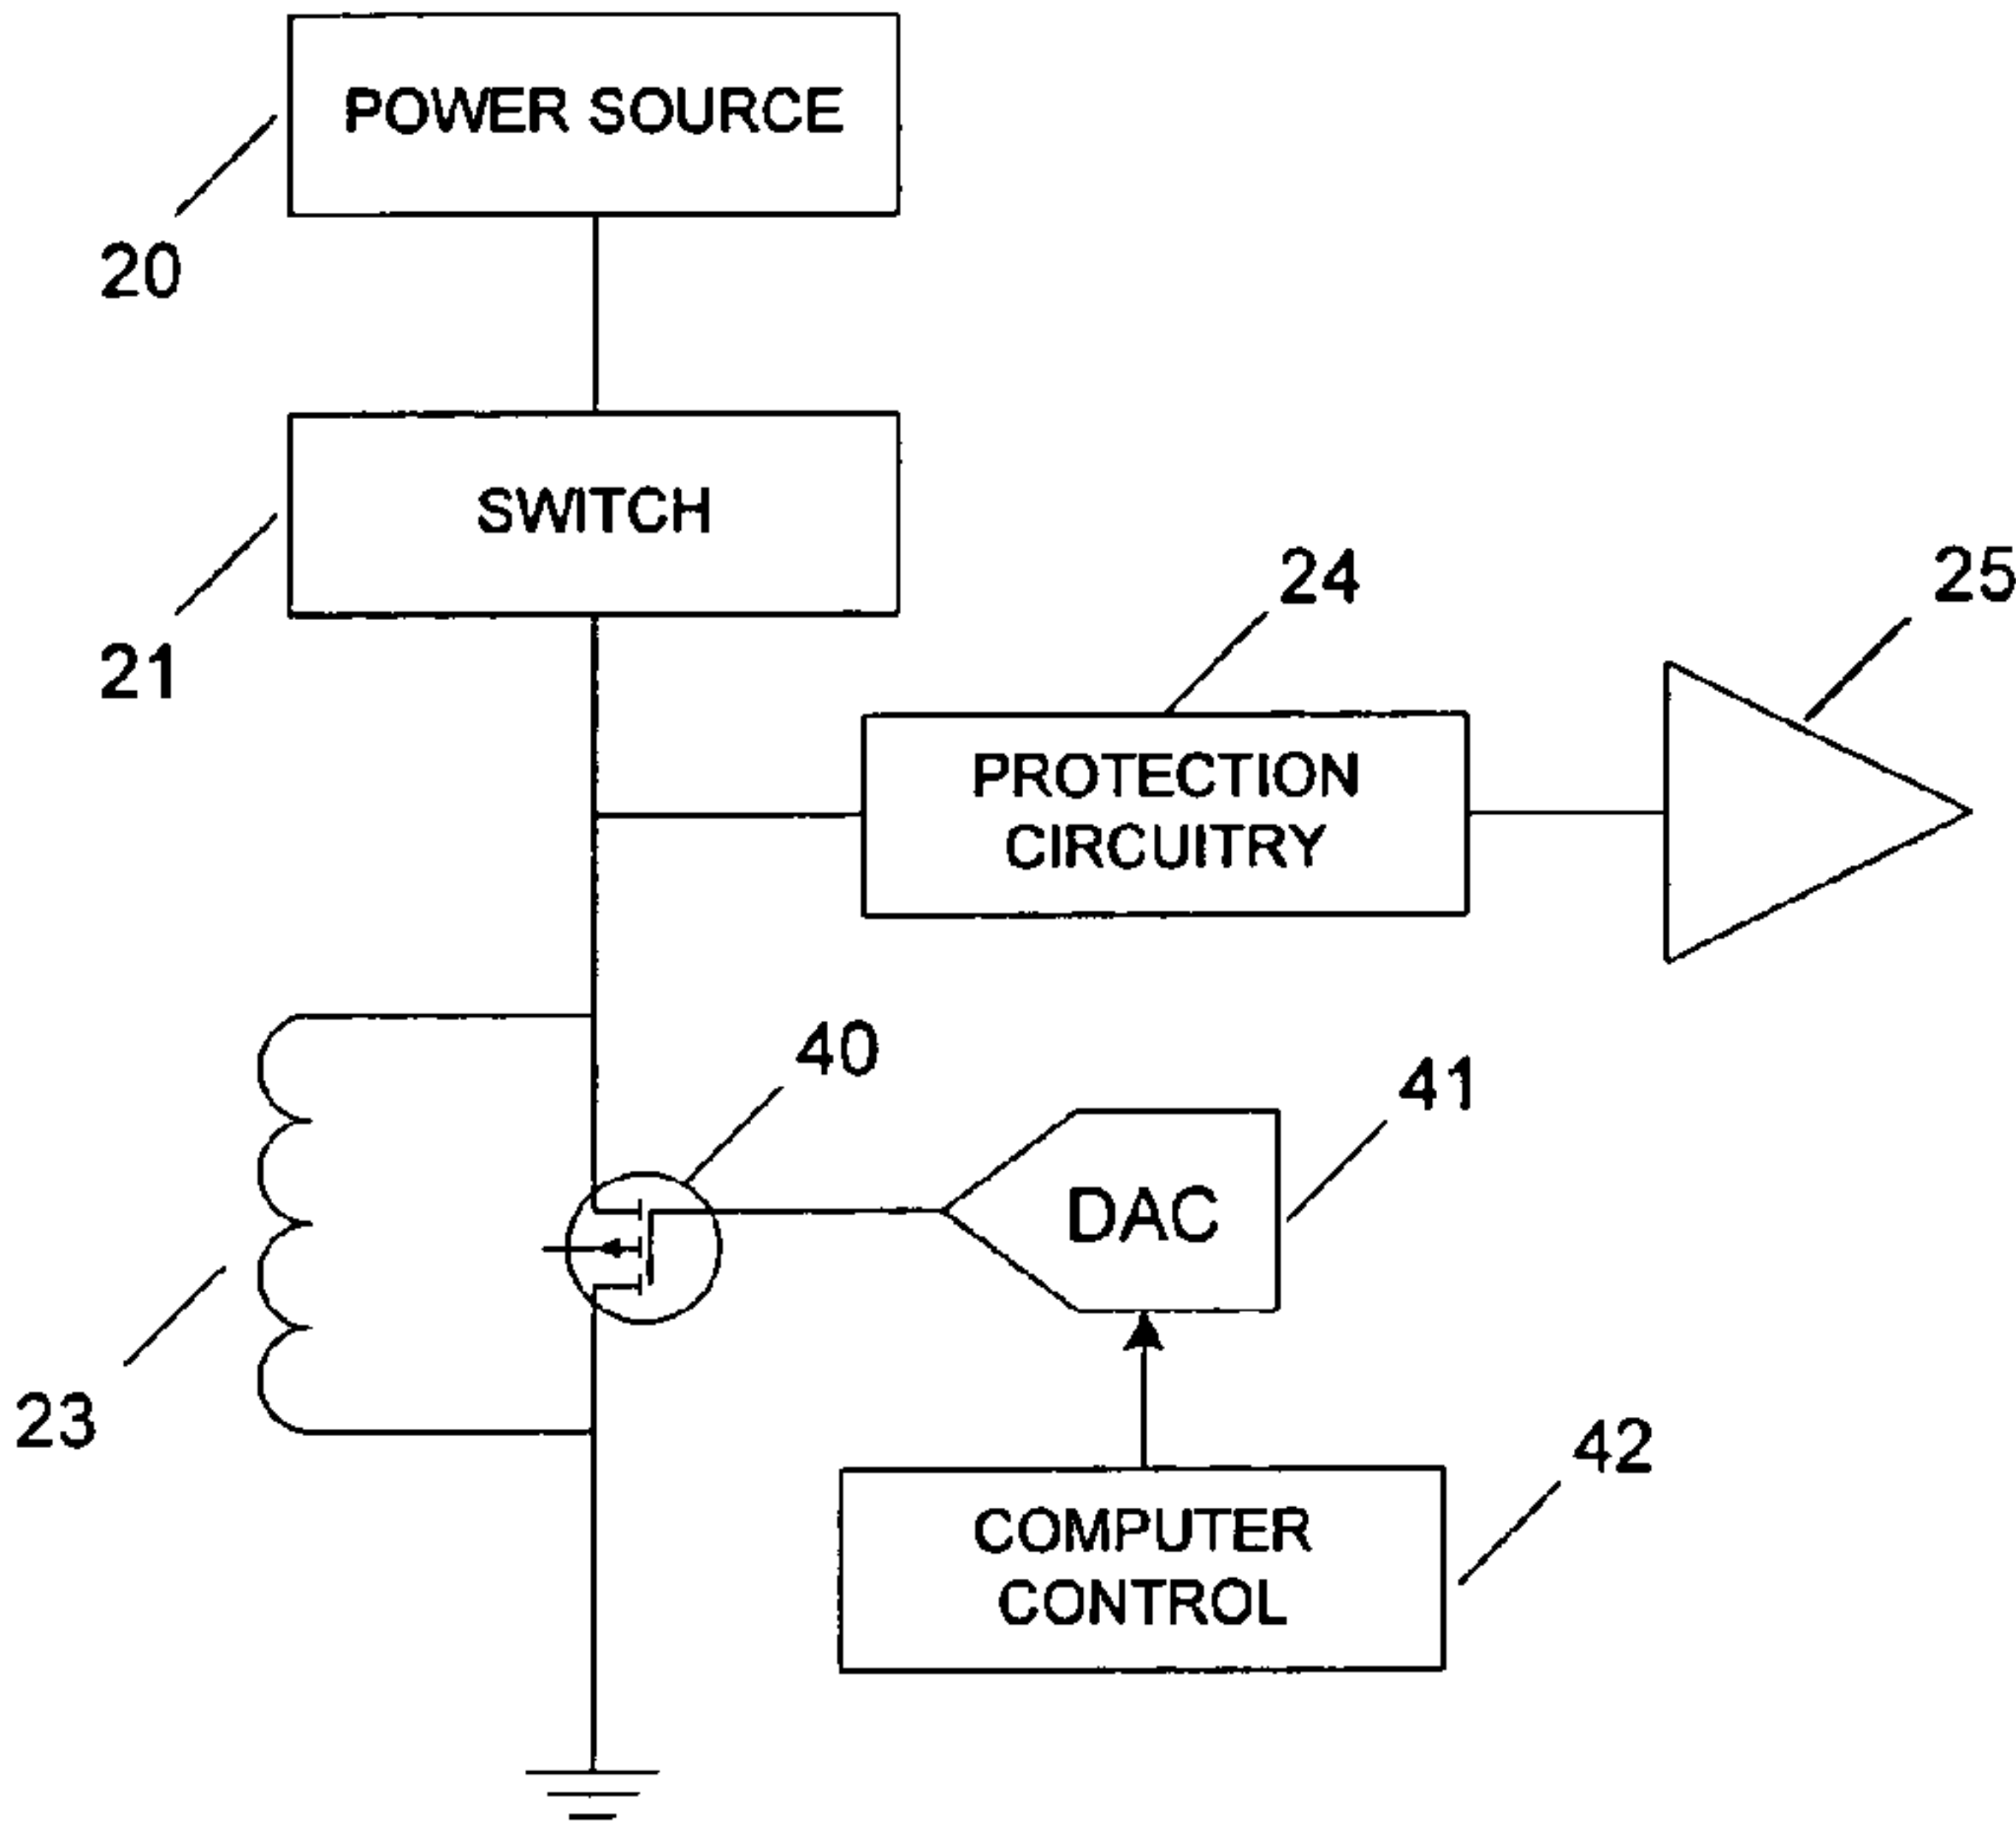 POWER SOURCE
20
SWITCH
21
24
25
PROTECTION
CIRCUITRY
40
41
DAC
23
42
COMPUTER
CONTROL